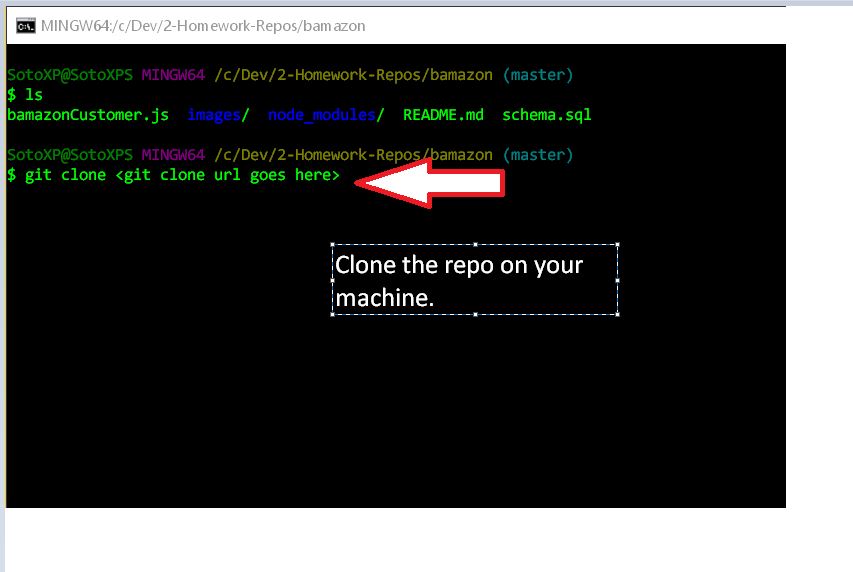 MINGW64:/c/Dev/2-Homework-Repos/bamazon
SotoXP@SotoXPS MINGW64 /c/Dev/2-Homework-Repos/bamazon (master)
$ ls
bamazonCustomer.js  images/  node_modules/  README.md  schema.sql
SotoXP@SotoXPS MINGW64 /c/Dev/2-Homework-Repos/bamazon (master)
$ git clone <git clone url goes here>
Clone the repo on your
machine.